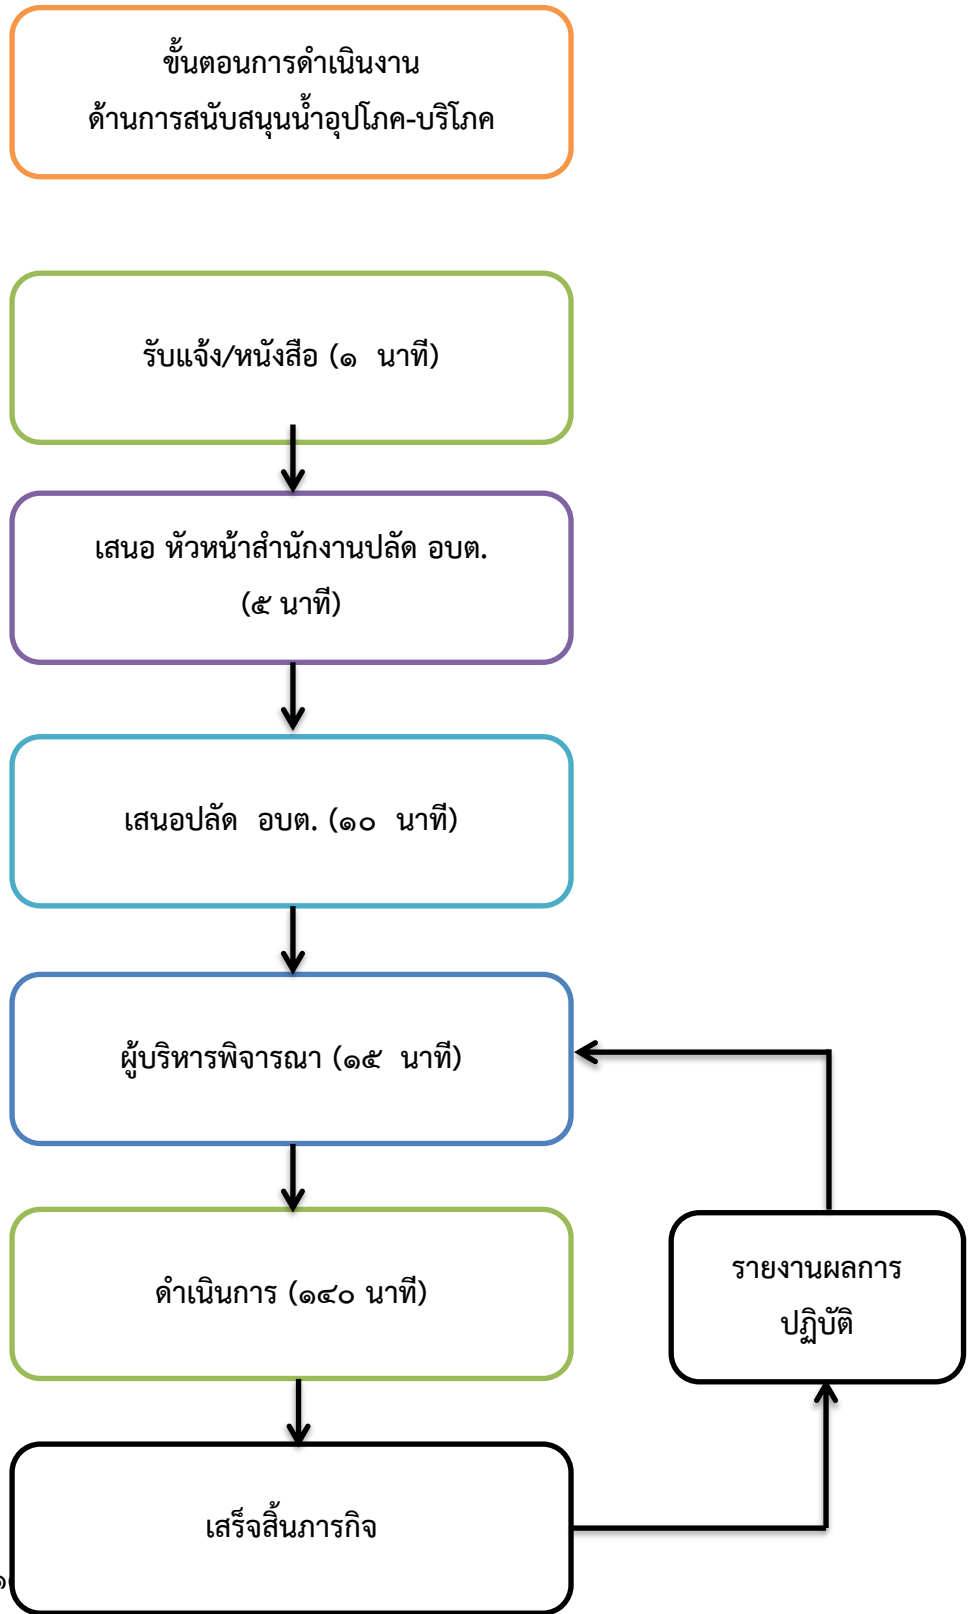 ขั้นตอนการดำเนินงาน
ด้านการสนับสนุนน้ำอุปโภค-บริโภค
รับแจ้ง/หนังสือ (๑ นาที)
เสนอ หัวหน้าสำนักงานปลัด อบต.
(๕ นาที)
เสนอปลัด อบต. (๑๐ นาที)
ผู้บริหารพิจารณา (๑๕ นาที)
ดำเนินการ (๑๔๐ นาที)
รายงานผลการ
ปฏิบัติ
เสร็จสิ้นภารกิจ